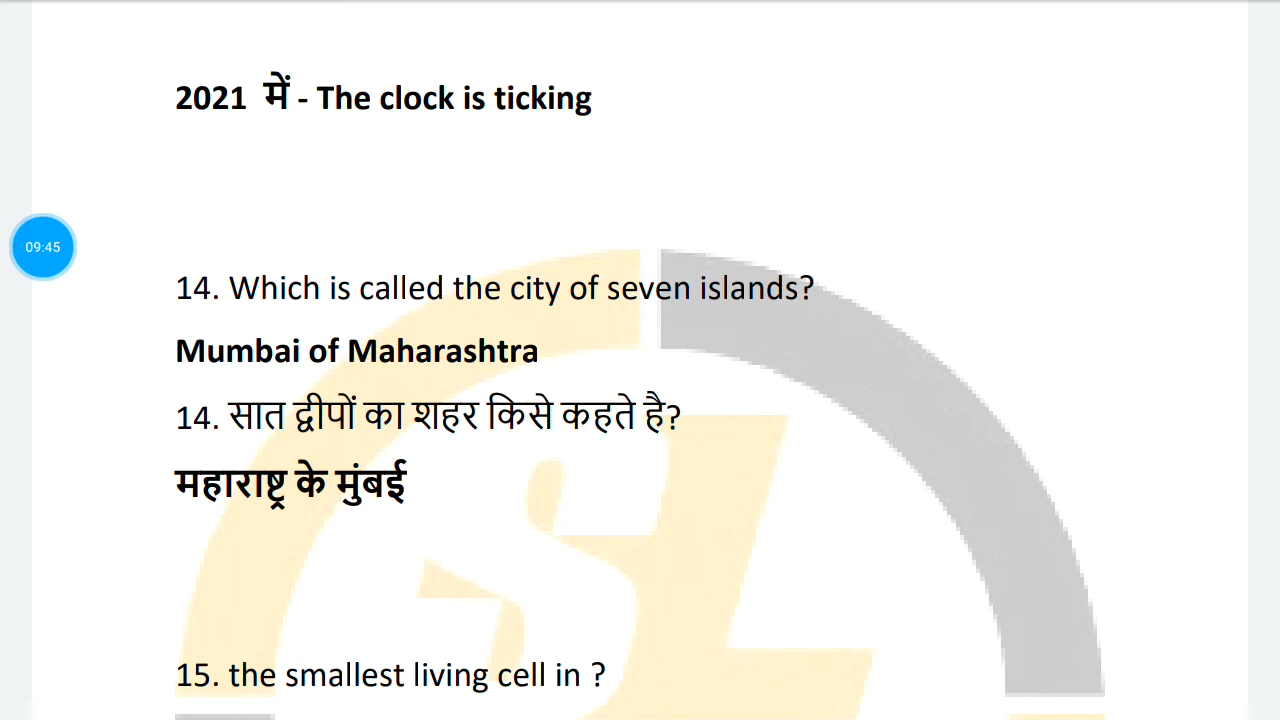 2021 में - The clock is ticking
09:45
14. Which is called the city of seven islands?
Mumbai of Maharashtra
14. सात द्वीपों का शहर किसे कहते है?
महाराष्ट्र के मुंबई
SL
15. the smallest living cell in ?